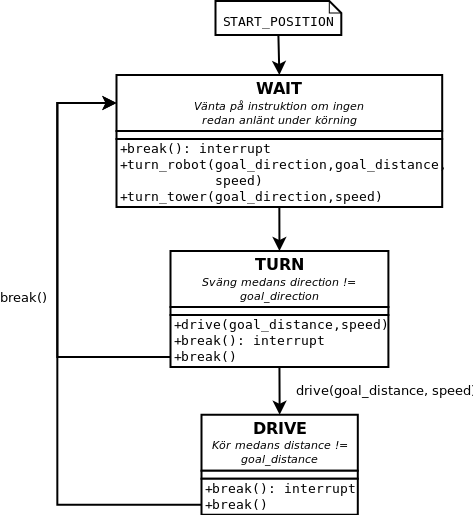 START_POSITION
WAIT
Vänta på instruktion om ingen
redan anlänt under körning
+break(): interrupt
+turn_robot(goal_direction,goal_distance,
speed)
+turn_tower(goal_direction,speed)
TURN
Sväng medans direction !=
goal_direction
break()
+drive(goal_distance,speed)
+break(): interrupt
+break()
drive(goal_distance, speed)
DRIVE
Kör medans distance !=
goal_distance
+break(): interrupt
+break()